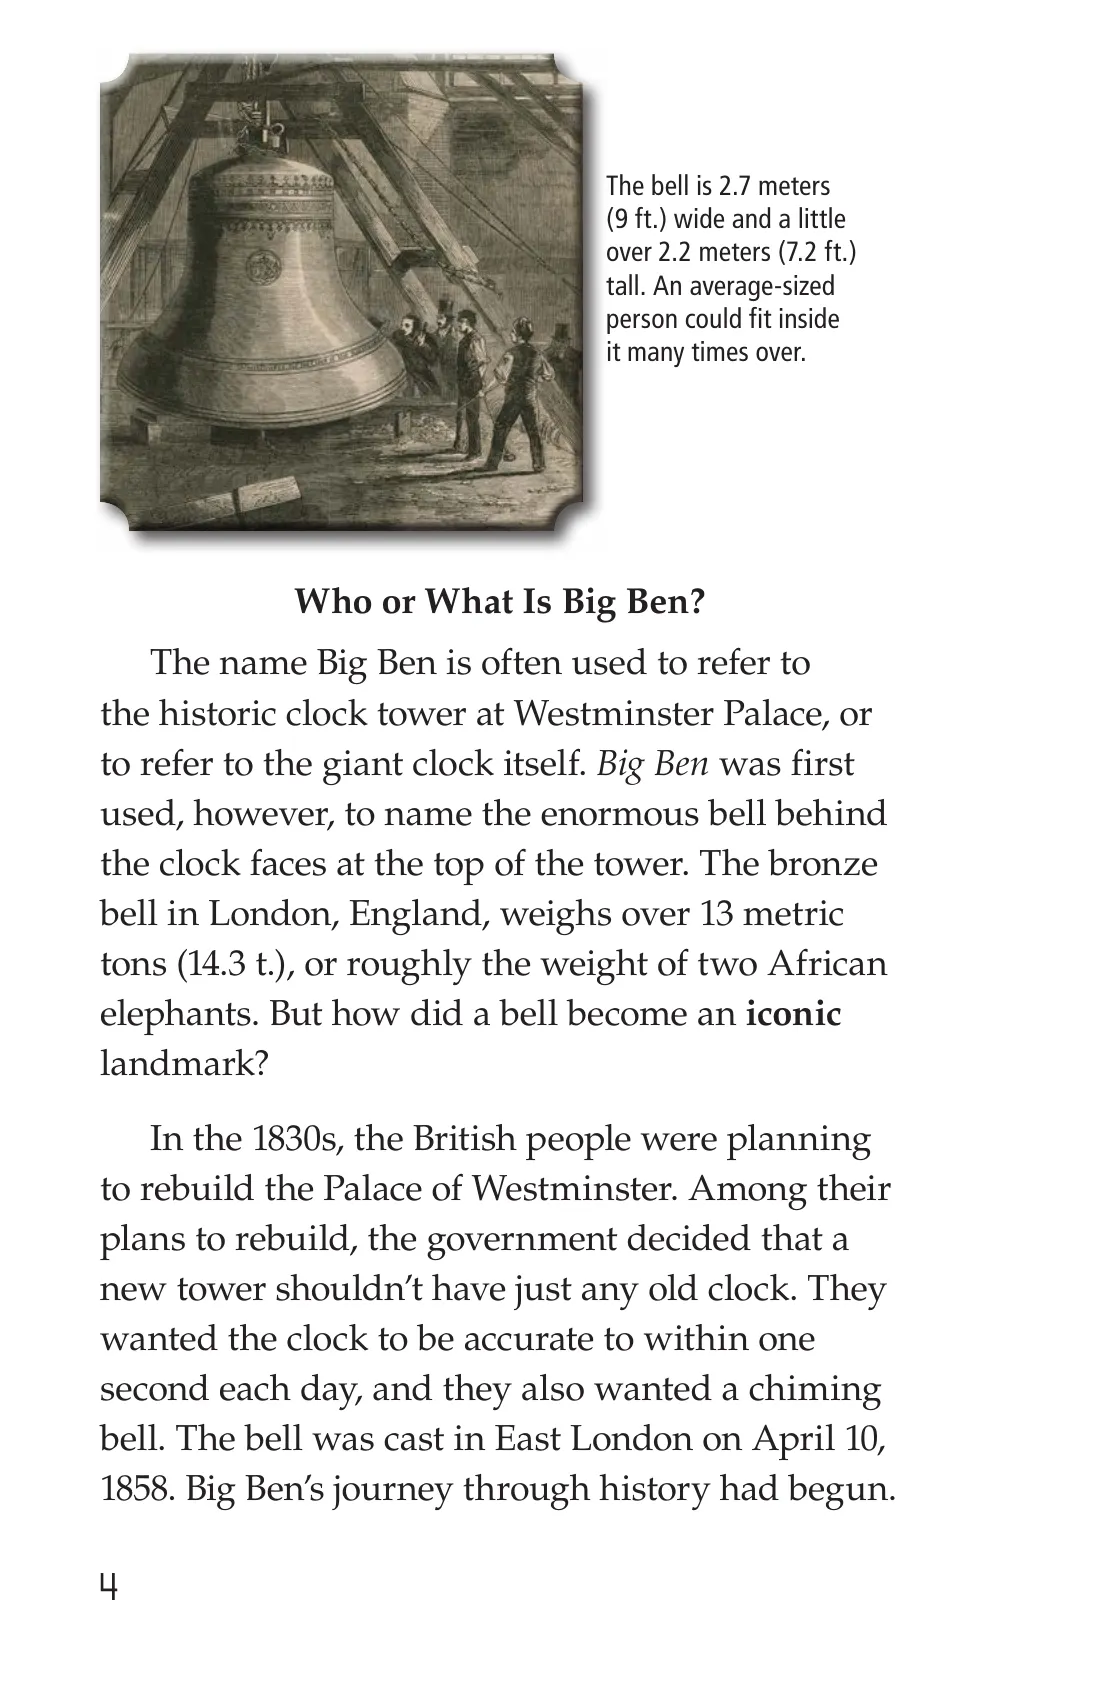 The bell is 2.7 meters
(9 ft.) wide and a little
over 2.2 meters (7.2 ft.)
tall. An average-sized
person could fit inside
it many times over.
Who or What Is Big Ben?
The name Big Ben is often used to refer to
the historic clock tower at Westminster Palace, or
to refer to the giant clock itself. Big Ben was first
used, however, to name the enormous bell behind
the clock faces at the top of the tower. The bronze
bell in London, England, weighs over 13 metric
tons (14.3 t.), or roughly the weight of two African
elephants. But how did a bell become an iconic
landmark?
In the 1830s, the British people were planning
to rebuild the Palace of Westminster. Among their
plans to rebuild, the government decided that a
new tower shouldn’t have just any old clock. They
wanted the clock to be accurate to within one
second each day, and they also wanted a chiming
bell. The bell was cast in East London on April 10,
1858. Big Ben’s journey through history had begun.
4